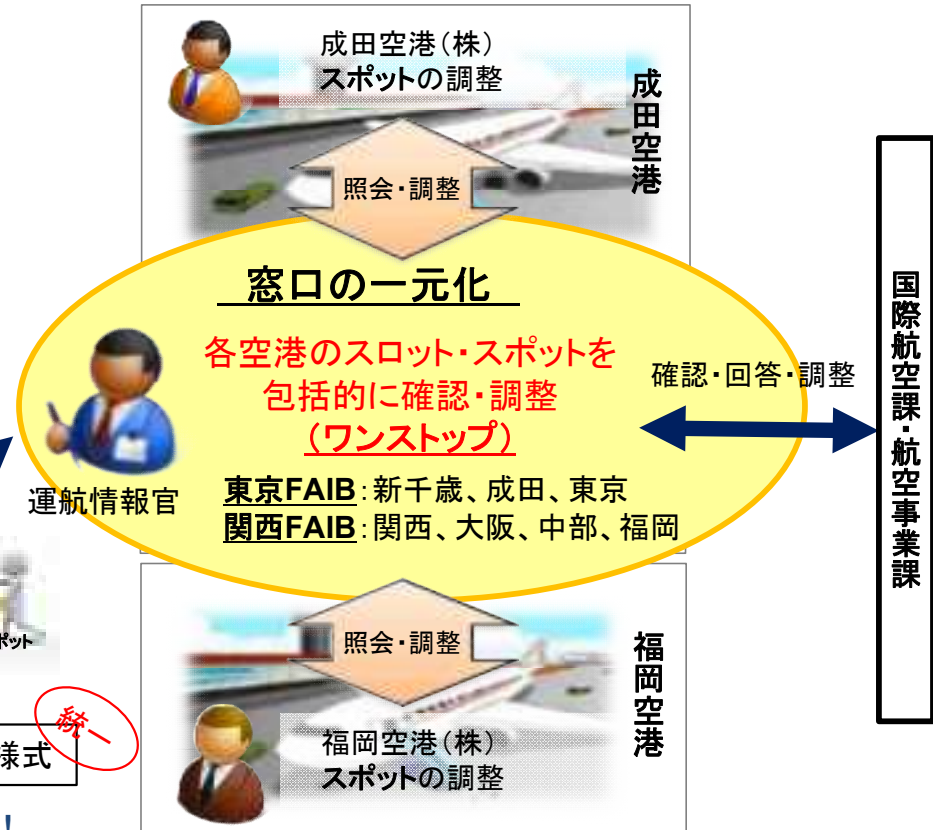 成田空港(株)
スポットの調整
成田空港
照会・調整
窓口の一元化
各空港のスロット・スポットを
包括的に確認・調整
(ワンストップ)
運航情報官
東京FAIB:新千歳、成田、東京
関西FAIB:関西、大阪、中部、福岡
確認・回答・調整
国際航空課・航空事業課
照会・調整
福岡空港(株)
スポットの調整
福岡空港
ポット
統一
様式
!